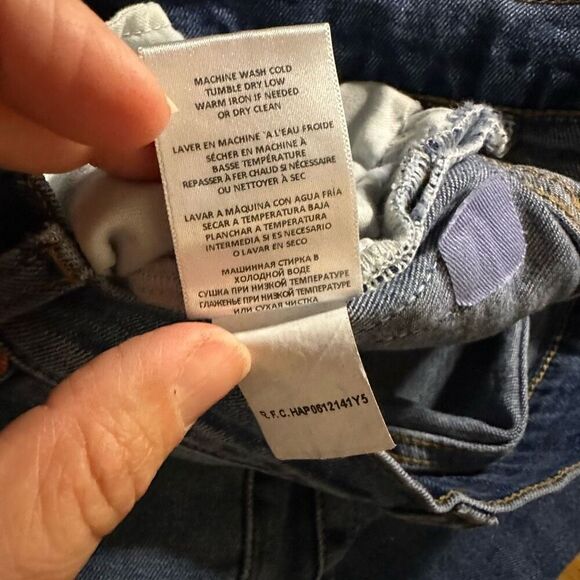 MACHINE WASH COLD
TUMBLE DRY LOW
WARM IRON IF NEEDED
OR DRY CLEAN
LAVER EN MACHINE `A L'EAU FROIDE
SÉCHER EN MACHINE À
BASSE TEMPÉRATURE
REPASSER À FER CHAUD SI NÉCESSAIRE
OU NETTOYER À SEC
LAVAR A MÁQUINA CON AGUA FRÍA
SECAR A TEMPERATURA BAJA
PLANCHAR A TEMPERATURA
INTERMEDIA SI ES NECESARIO
O LAVAR EN SECO
МАШИННАЯ СТИРКА В
ХОЛОДНОЙ ВОДЕ
СУШКА ПРИ НИЗКОЙ ТЕМПЕРАТУРЕ
ГЛАЖЕНЬЕ ПРИ НИЗКОЙ ТЕМПЕРАТУРЕ
ИЛИ СУХАЯ ЧИСТКА
R.F.C. HAP0612141Y5